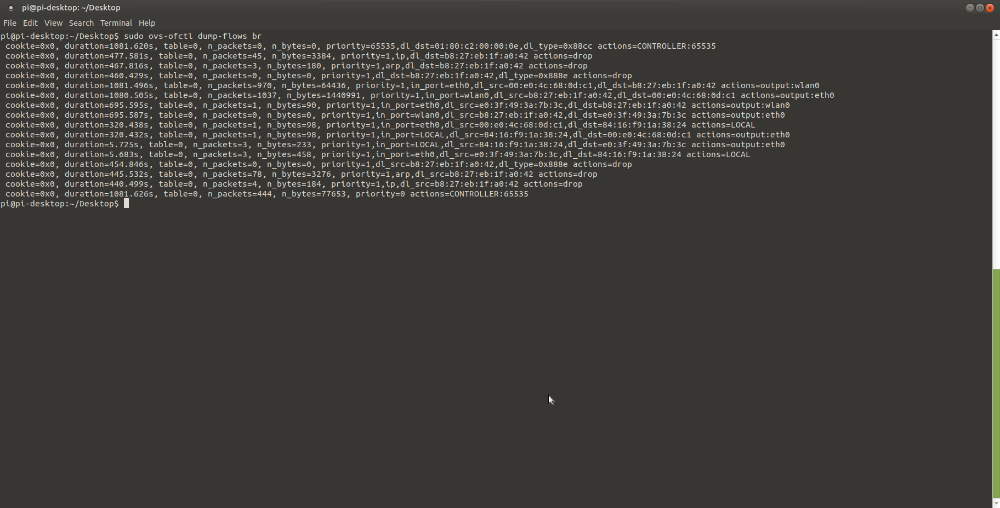 pi@pi-desktop: ~/Desktop
File Edit View Search Terminal Help
pi@pi-desktop:~/Desktop$ sudo ovs-ofctl dump-flows br
cookie=0x0, duration=1081.620s, table=0, n_packets=0, n_bytes=0, priority=65535,dl_dst=01:80:c2:00:00:0e,dl_type=0x88cc actions=CONTROLLER:65535
cookie=0x0, duration=477.581s, table=0, n_packets=45, n_bytes=3384, priority=1,ip,dl_dst=b8:27:eb:1f:a0:42 actions=drop
cookie=0x0, duration=467.816s, table=0, n_packets=3, n_bytes=180, priority=1,arp,dl_dst=b8:27:eb:1f:a0:42 actions=drop
cookie=0x0, duration=460.429s, table=0, n_packets=0, n_bytes=0, priority=1,dl_dst=b8:27:eb:1f:a0:42,dl_type=0x888e actions=drop
cookie=0x0, duration=1081.496s, table=0, n_packets=970, n_bytes=64436, priority=1,in_port=eth0,dl_src=00:e0:4c:68:0d:c1,dl_dst=b8:27:eb:1f:a0:42 actions=output:wlan0
cookie=0x0, duration=1080.505s, table=0, n_packets=1037, n_bytes=1440991, priority=1,in_port=wlan0,dl_src=b8:27:eb:1f:a0:42,dl_dst=00:e0:4c:68:0d:c1 actions=output:eth0
cookie=0x0, duration=695.595s, table=0, n_packets=1, n_bytes=90, priority=1,in_port=eth0,dl_src=e0:3f:49:3a:7b:3c,dl_dst=b8:27:eb:1f:a0:42 actions=output:wlan0
cookie=0x0, duration=695.587s, table=0, n_packets=0, n_bytes=0, priority=1,in_port=wlan0,dl_src=b8:27:eb:1f:a0:42,dl_dst=e0:3f:49:3a:7b:3c actions=output:eth0
cookie=0x0, duration=320.438s, table=0, n_packets=1, n_bytes=98, priority=1,in_port=eth0,dl_src=00:e0:4c:68:0d:c1,dl_dst=84:16:f9:1a:38:24 actions=LOCAL
cookie=0x0, duration=320.432s, table=0, n_packets=1, n_bytes=98, priority=1,in_port=LOCAL,dl_src=84:16:f9:1a:38:24,dl_dst=00:e0:4c:68:0d:c1 actions=output:eth0
cookie=0x0, duration=5.725s, table=0, n_packets=3, n_bytes=233, priority=1,in_port=LOCAL,dl_src=84:16:f9:1a:38:24,dl_dst=e0:3f:49:3a:7b:3c actions=output:eth0
cookie=0x0, duration=5.683s, table=0, n_packets=3, n_bytes=458, priority=1,in_port=eth0,dl_src=e0:3f:49:3a:7b:3c,dl_dst=84:16:f9:1a:38:24 actions=LOCAL
cookie=0x0, duration=454.846s, table=0, n_packets=0, n_bytes=0, priority=1,dl_src=b8:27:eb:1f:a0:42,dl_type=0x888e actions=drop
cookie=0x0, duration=445.532s, table=0, n_packets=78, n_bytes=3276, priority=1,arp,dl_src=b8:27:eb:1f:a0:42 actions=drop
cookie=0x0, duration=440.499s, table=0, n_packets=4, n_bytes=184, priority=1,ip,dl_src=b8:27:eb:1f:a0:42 actions=drop
cookie=0x0, duration=1081.626s, table=0, n_packets=444, n_bytes=77653, priority=0 actions=CONTROLLER:65535
pi@pi-desktop:~/Desktop$